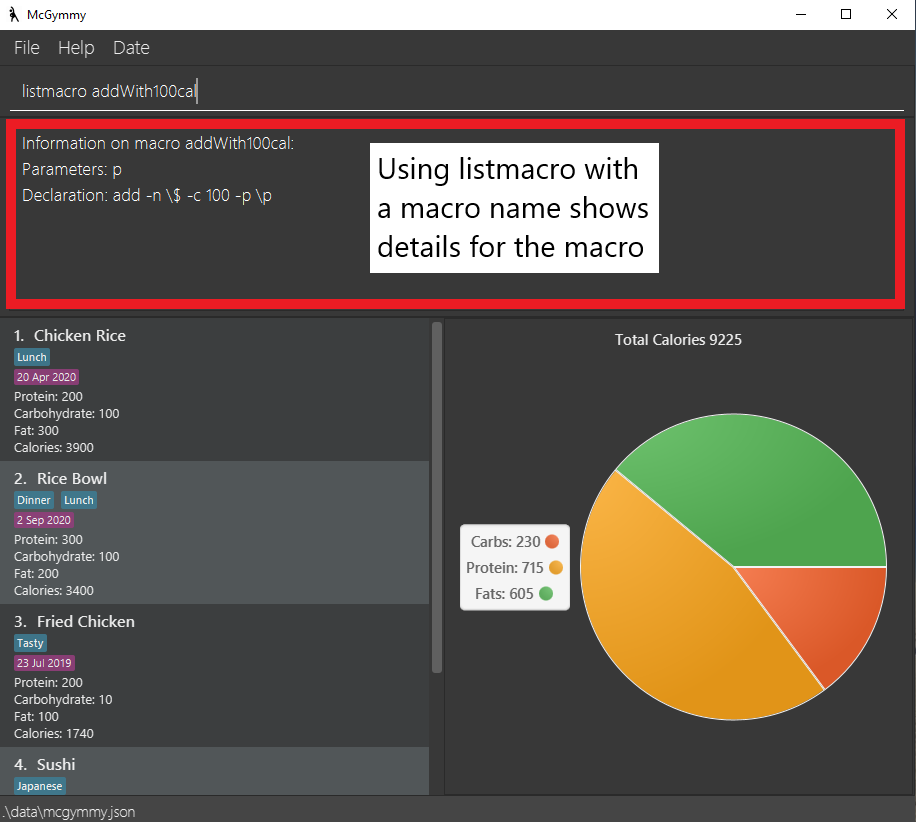 McGymmy
File Help Date
listmacro addWith100cal
Information on macro addWith100cal:
Parameters: p
Declaration: add -n \$ -c 100 -p \p
Using listmacro with
a macro name shows
details for the macro
1. Chicken Rice
Lunch
20 Apr 2020
Protein: 200
Carbohydrate: 100
Fat: 300
Calories: 3900
2. Rice Bowl
Dinner Lunch
2 Sep 2020
Protein: 300
Carbohydrate: 100
Fat: 200
Calories: 3400
3. Fried Chicken
Tasty
23 Jul 2019
Protein: 200
Carbohydrate: 10
Fat: 100
Calories: 1740
4. Sushi
Japanese
Total Calories 9225
Carbs: 230
Protein: 715
Fats: 605
.\data\mcgymmy.json